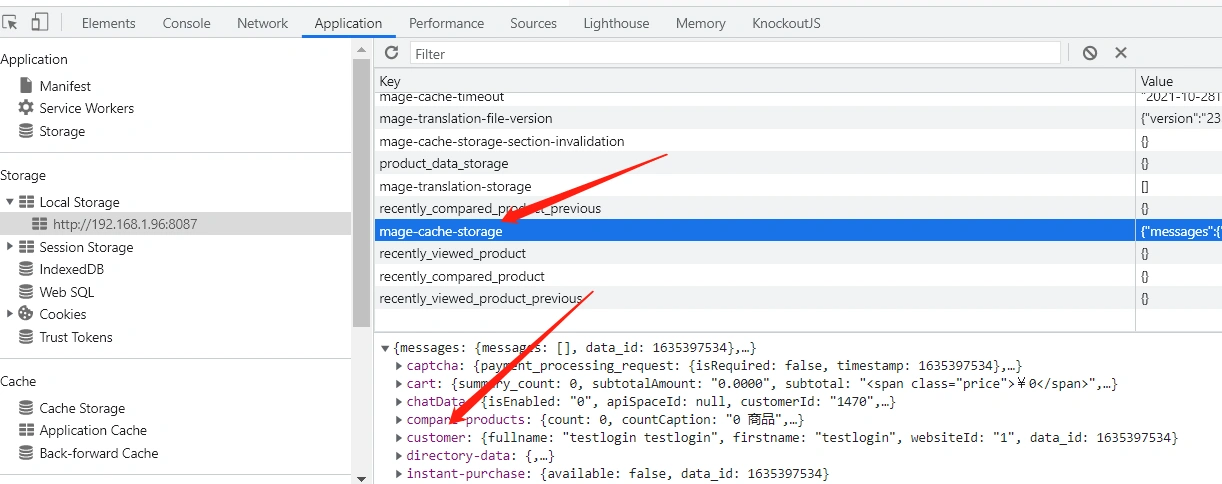 Elements Console Network Application Performance Sources Lighthouse Memory KnockoutJS
Application
Manifest
Service Workers
Storage
Storage
Local Storage
http://192.168.1.96:8087
Session Storage
IndexedDB
Web SQL
Cookies
Trust Tokens
Cache
Cache Storage
Application Cache
Back-forward Cache
Filter
Key Value
mage-cache-timeout "2021-10-28T
mage-translation-file-version {"version":"23
mage-cache-storage-section-invalidation {}
product_data_storage {}
mage-translation-storage []
recently_compared_product_previous {}
mage-cache-storage {"messages":{"
recently_viewed_product {}
recently_compared_product {}
recently_viewed_product_previous {}
{messages: {messages: [], data_id: 1635397534},…}
captcha: {payment_processing_request: {isRequired: false, timestamp: 1635397534},…}
cart: {summary_count: 0, subtotalAmount: "0.0000", subtotal: "<span class="price">¥0</span>",…}
chatData: {isEnabled: "0", apiSpaceId: null, customerId: "1470",…}
compare-products: {count: 0, countCaption: "0 商品",…}
customer: {fullname: "testlogin testlogin", firstname: "testlogin", websiteId: "1", data_id: 1635397534}
directory-data: {,…}
instant-purchase: {available: false, data_id: 1635397534}